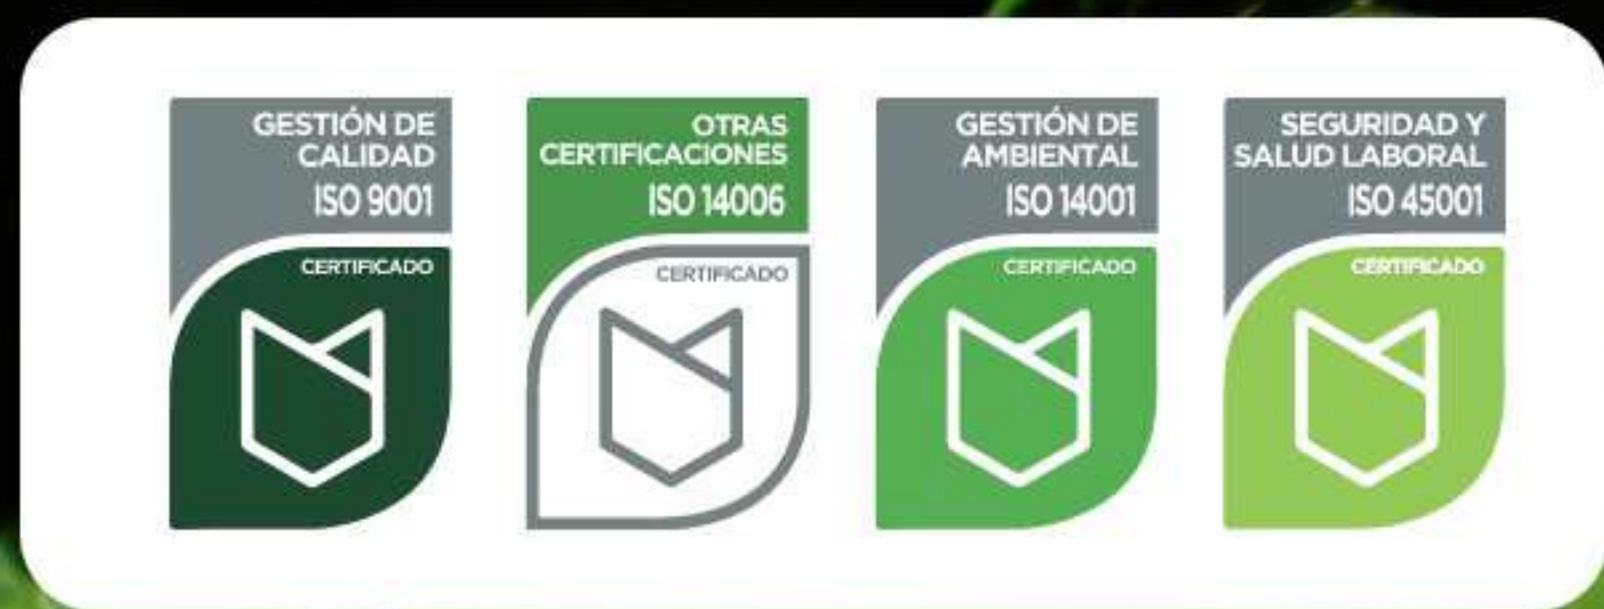 GESTIÓN DE
CALIDAD
ISO 9001
CERTIFICADO
OTRAS
CERTIFICACIONES
ISO 14006
CERTIFICADO
GESTIÓN DE
AMBIENTAL
ISO 14001
CERTIFICADO
SEGURIDAD Y
SALUD LABORAL
ISO 45001
CERTIFICADO